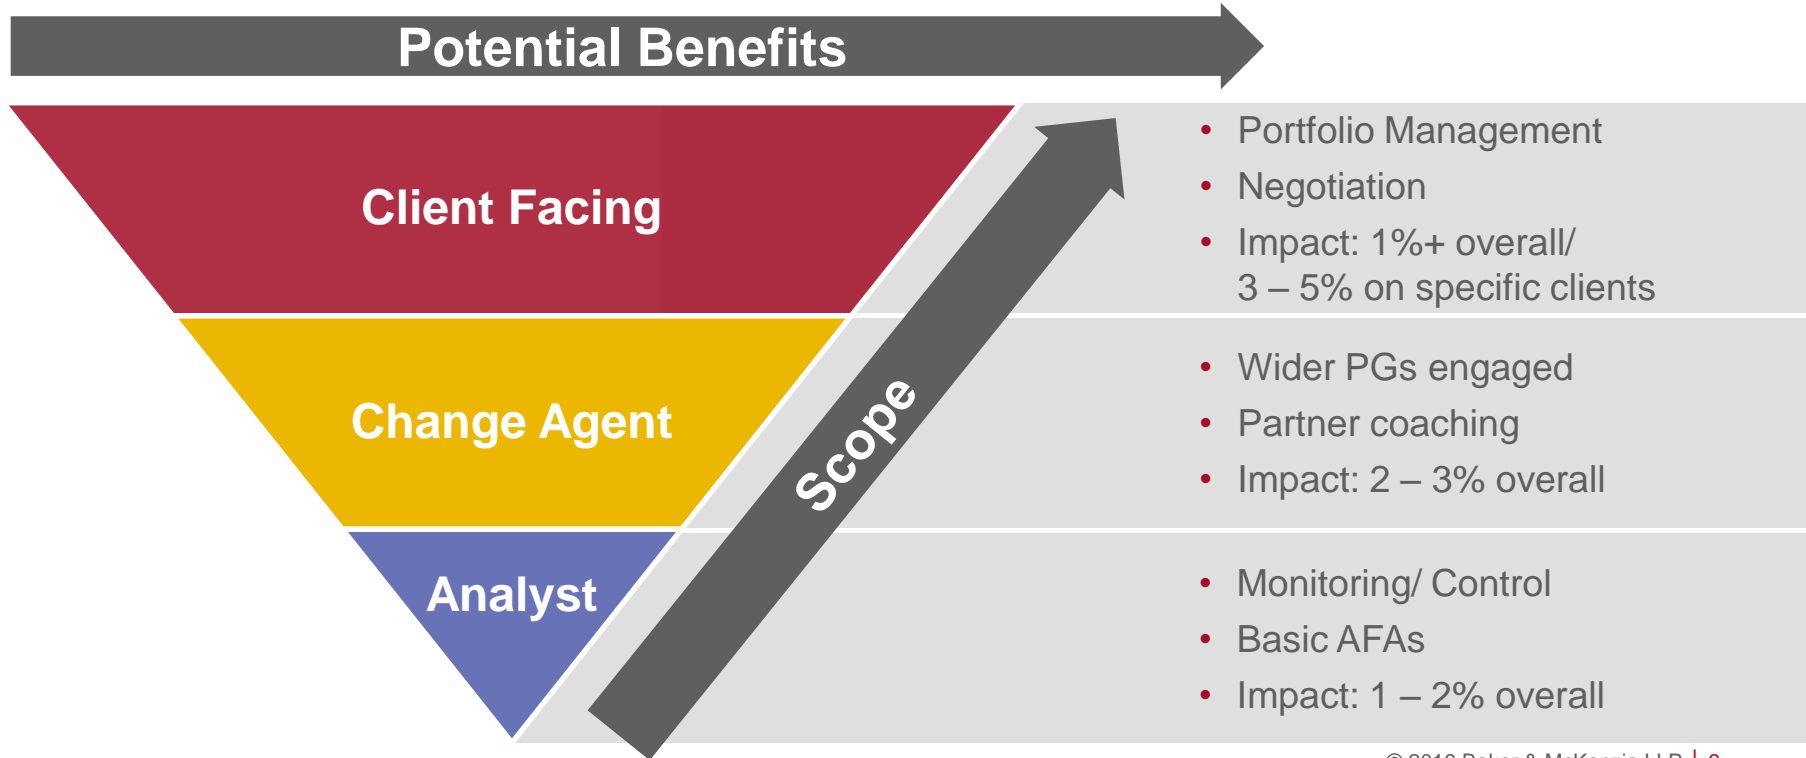 Potential Benefits
Client Facing
• Portfolio Management
• Negotiation
• Impact: 1%+ overall/
3 – 5% on specific clients
Change Agent
Scope
• Wider PGs engaged
• Partner coaching
• Impact: 2 – 3% overall
Analyst
• Monitoring/ Control
• Basic AFAs
• Impact: 1 – 2% overall